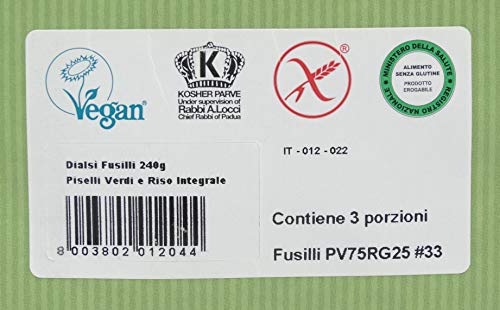 Vegan
K
KOSHER PARVE
Under supervision of
Rabbi A.Locci
Chief Rabbi of Padua
®
MINISTERO DELLA SALUTE
ALIMENTO
SENZA GLUTINE
PRODOTTO
EROGABILE
REGISTRO NAZIONALE
IT - 012 - 022
Dialsi Fusilli 240g
Piselli Verdi e Riso Integrale
8 003802 012044
Contiene 3 porzioni
Fusilli PV75RG25 #33